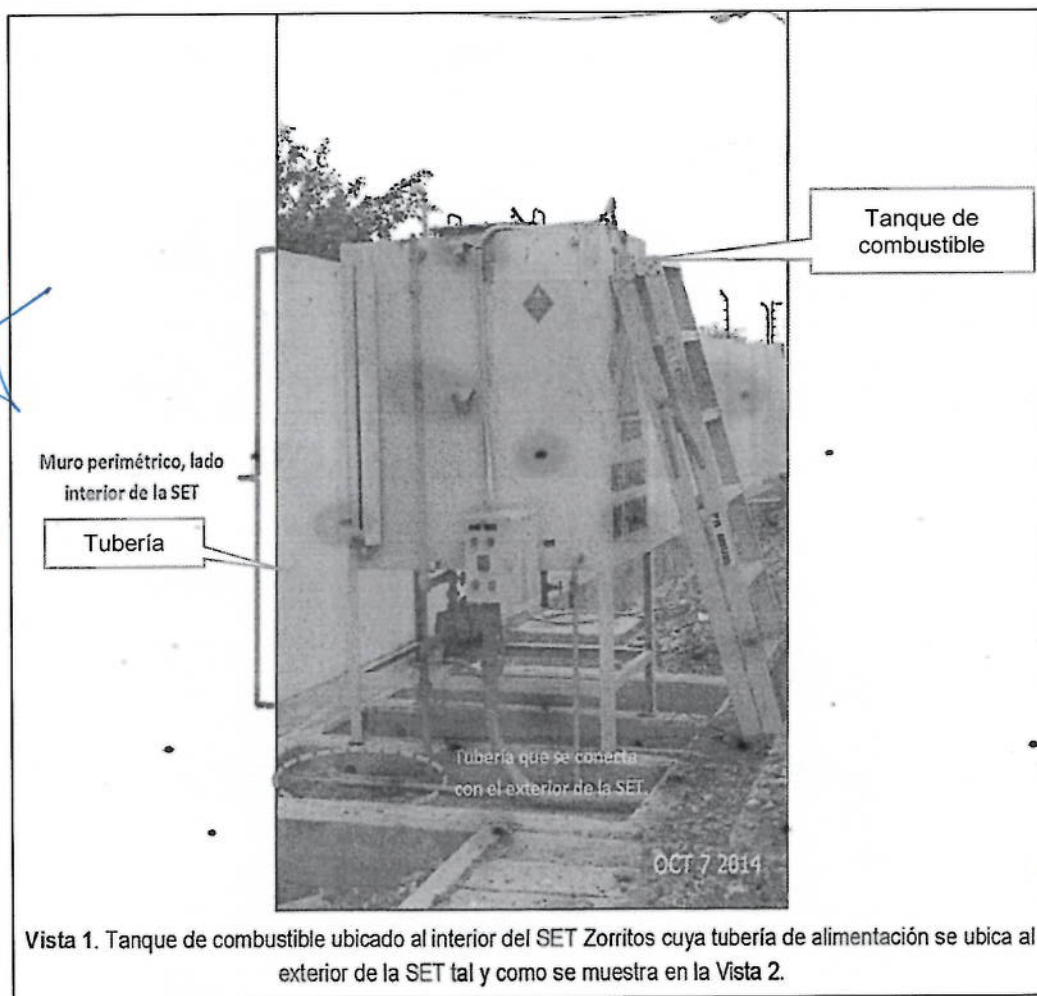 Tanque de
combustible
Muro perimétrico, lado
interior de la SET
Tubería
Tubería que se conecta
con el exterior de la SET.
OCT 7 2014
Vista 1. Tanque de combustible ubicado al interior del SET Zorritos cuya tubería de alimentación se ubica al
exterior de la SET tal y como se muestra en la Vista 2.